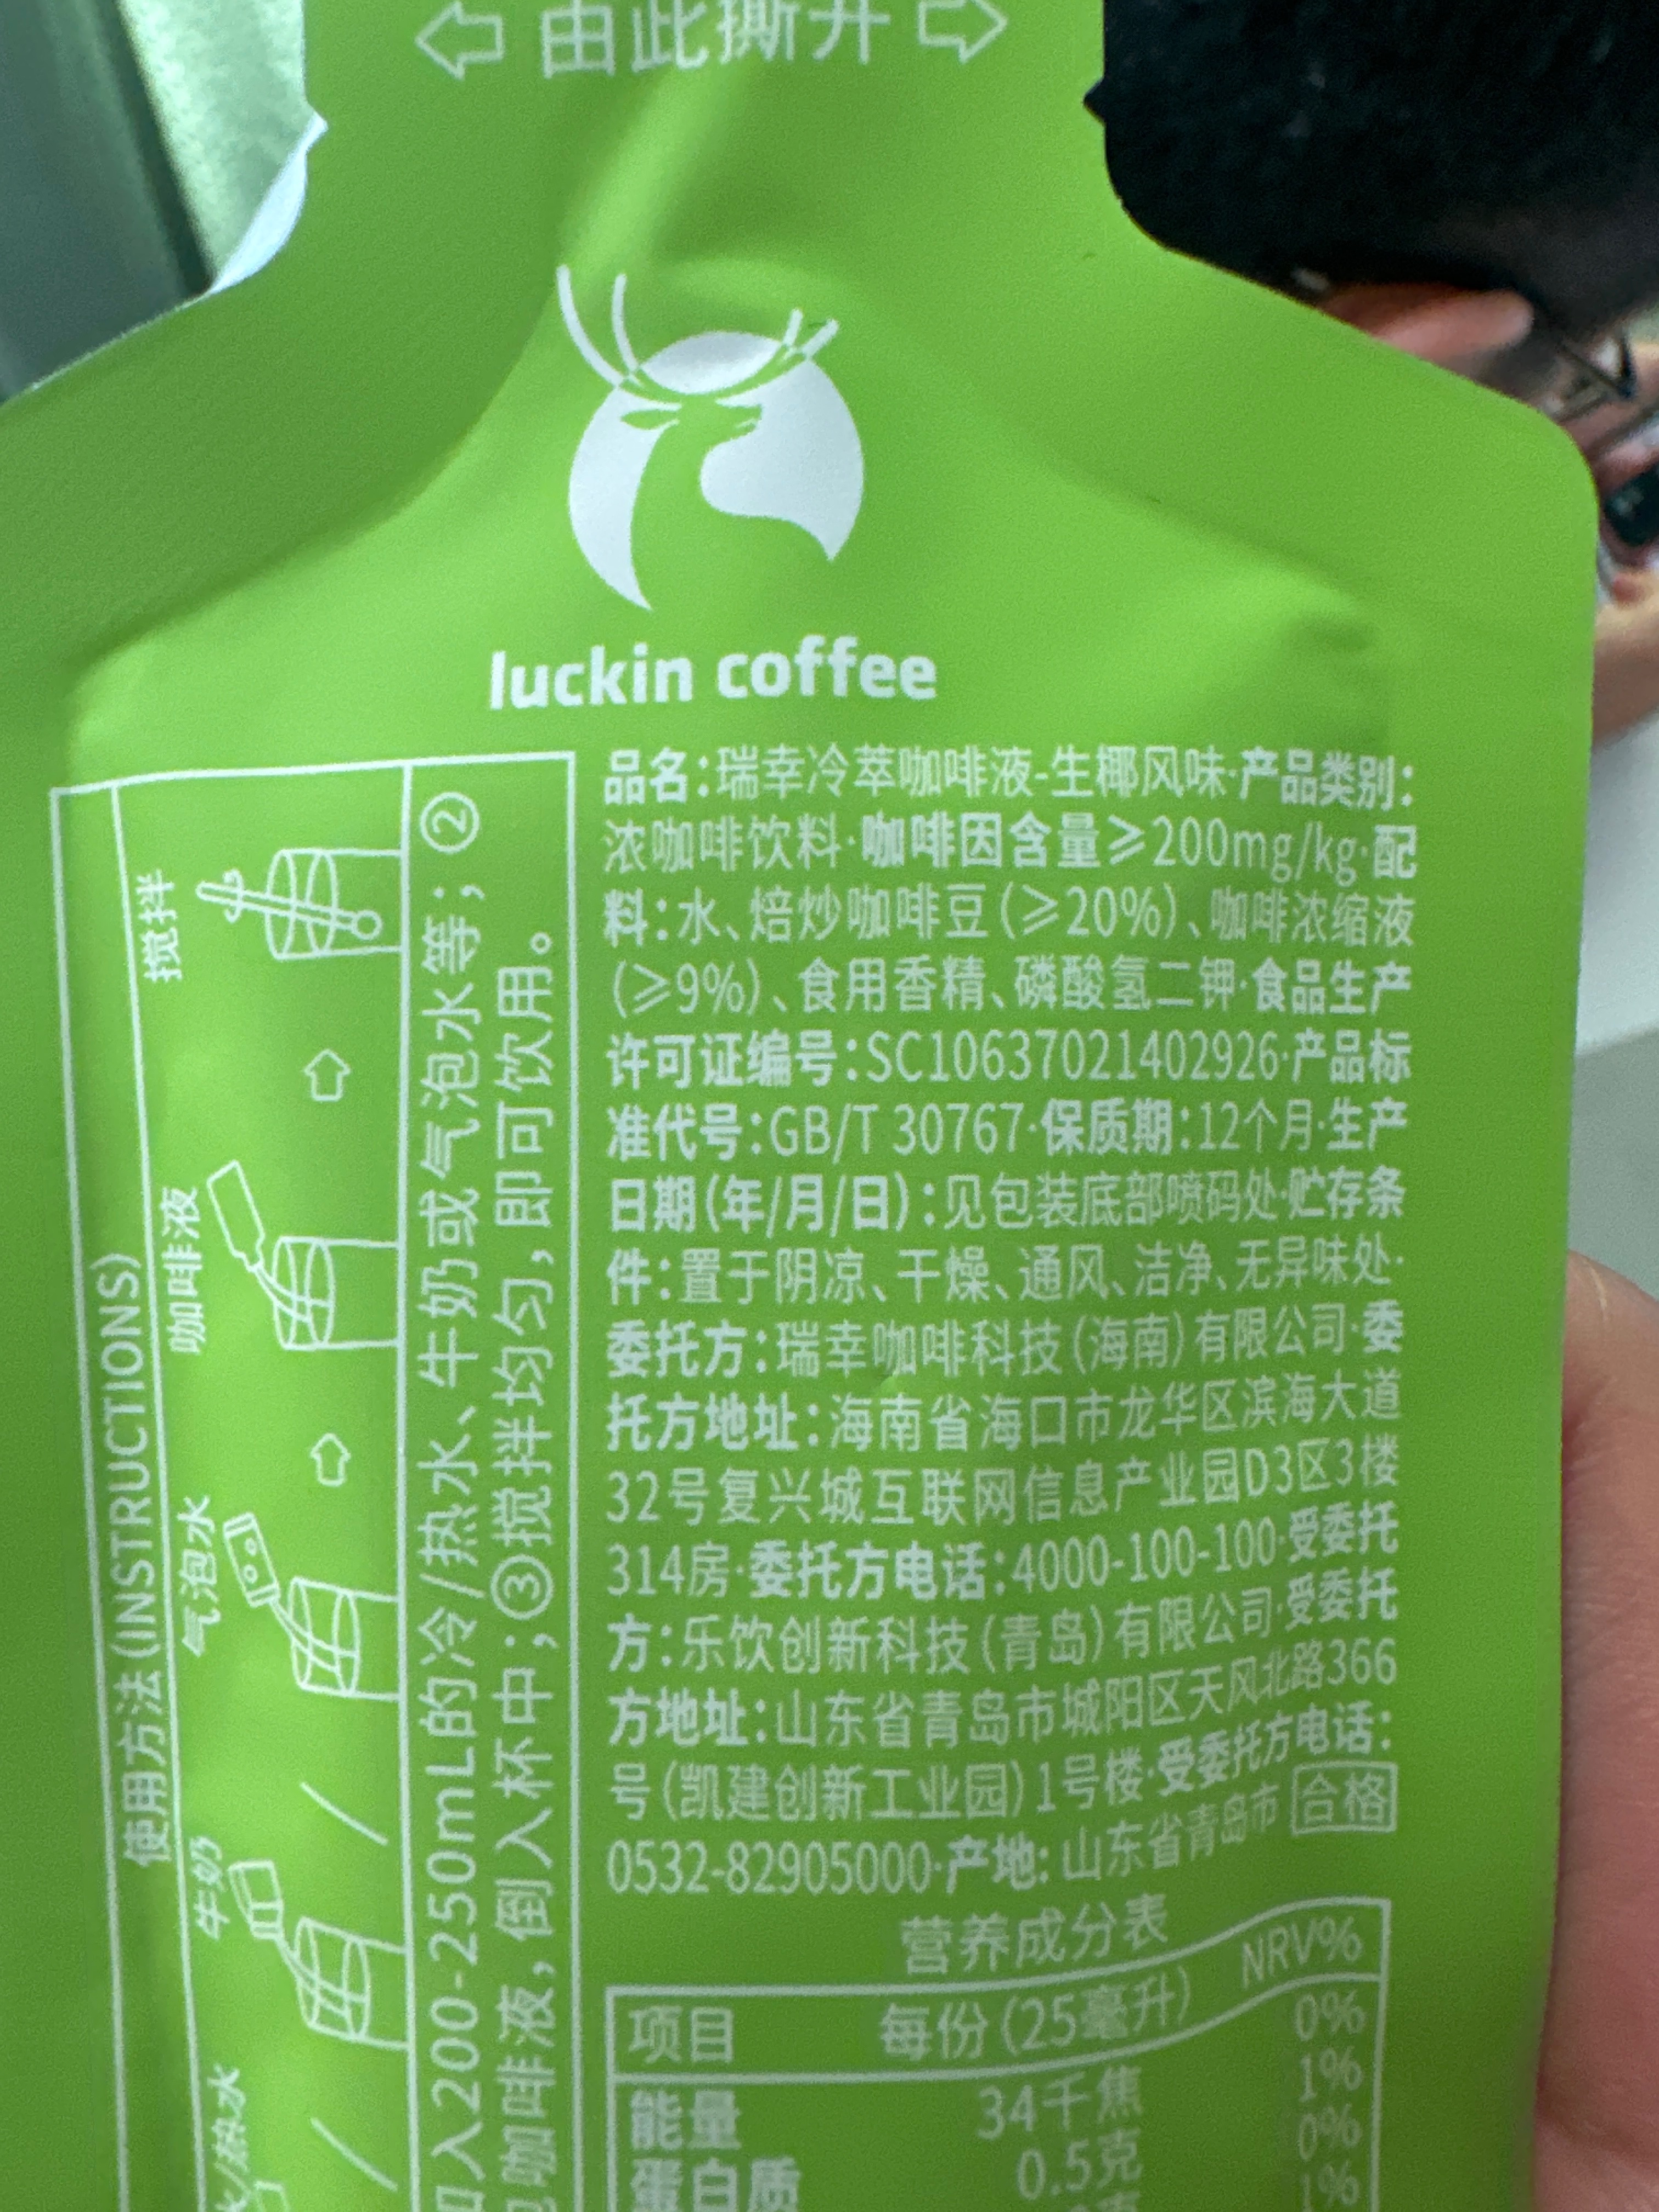 由此撕开
luckin coffee
品名：瑞幸冷萃咖啡液-生椰风味·产品类别：
浓咖啡饮料·咖啡因含量≥200mg/kg·配
料：水、焙炒咖啡豆（≥20%）、咖啡浓缩液
（≥9%）、食用香精、磷酸氢二钾·食品生产
许可证编号：SC10637021402926·产品标
准代号：GB/T 30767·保质期：12个月·生产
日期（年/月/日）：见包装底部喷码处·贮存条
件：置于阴凉、干燥、通风、洁净、无异味处·
委托方：瑞幸咖啡科技（海南）有限公司·委
托方地址：海南省海口市龙华区滨海大道
32号复兴城互联网信息产业园D3区3楼
314房·委托方电话：4000-100-100·受委托
方：乐饮创新科技（青岛）有限公司·受委托
方地址：山东省青岛市城阳区天风北路366
号（凯建创新工业园）1号楼·受委托方电话：
0532-82905000·产地：山东省青岛市 合格
营养成分表
项目 每份（25毫升） NRV%
能量 34千焦 0%
蛋白质 0.5克 1%
0%
1%
使用方法（INSTRUCTIONS）
/热水
牛奶
气泡水
咖啡液
搅拌
入200-250mL的冷/热水、牛奶或气泡水等；②
咖啡液，倒入杯中；③搅拌均匀，即可饮用。